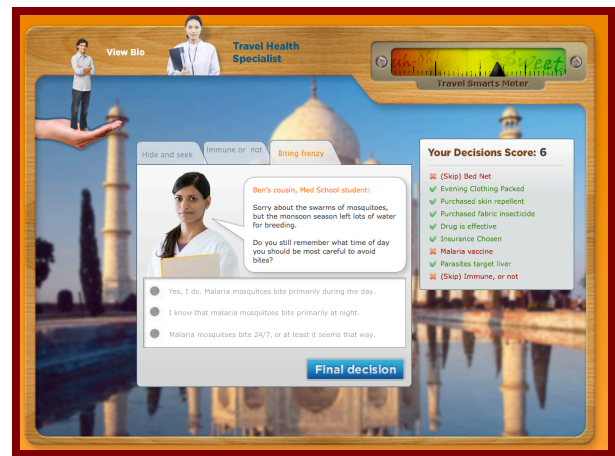 View Bio
Travel Health
Specialist
uh-oh
Sweet
Travel Smarts Meter
Hide and seek
Immune or not
Biting frenzy
Ben's cousin, Med School student:
Sorry about the swarms of mosquitoes,
but the monsoon season left lots of water
for breeding.
Do you still remember what time of day
you should be most careful to avoid
bites?
Yes, I do. Malaria mosquitoes bite primarily during the day.
I know that malaria mosquitoes bite primarily at night.
Malaria mosquitoes bite 24/7, or at least it seems that way.
Final decision
Your Decisions Score: 6
(Skip) Bed Net
Evening Clothing Packed
Purchased skin repellent
Purchased fabric insecticide
Drug is effective
Insurance Chosen
Malaria vaccine
Parasites target liver
(Skip) Immune, or not